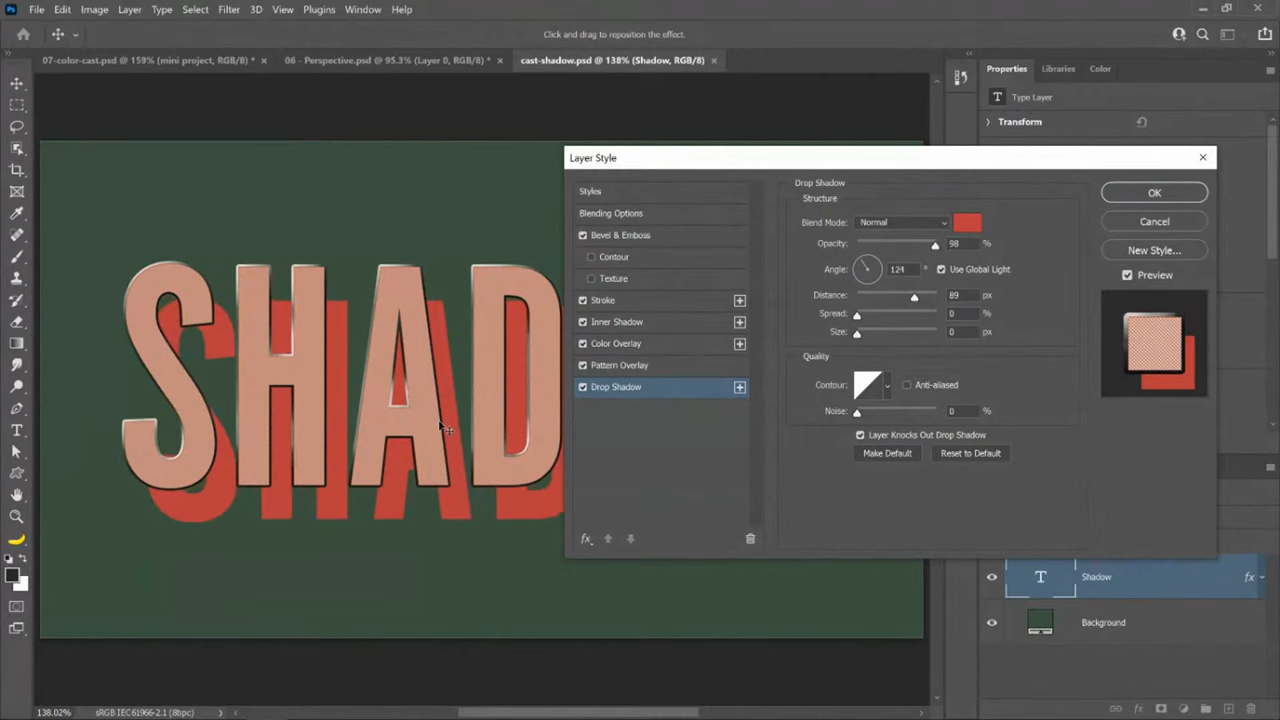 Ps File Edit Image Layer Type Select Filter 3D View Plugins Window Help
Click and drag to reposition the effect.
07-color-cast.psd @ 159% (mini project, RGB/8) * ×
06 - Perspective.psd @ 95.3% (Layer 0, RGB/8) * ×
cast-shadow.psd @ 138% (Shadow, RGB/8) ×
Properties Libraries Color
T Type Layer
Transform
Layer Style
Styles
Blending Options
Bevel & Emboss
Contour
Texture
Stroke
Inner Shadow
Color Overlay
Pattern Overlay
Drop Shadow
fx
Drop Shadow
Structure
Blend Mode: Normal
Opacity: 98 %
Angle: 124 ° Use Global Light
Distance: 89 px
Spread: 0 %
Size: 0 px
Quality
Contour: Anti-aliased
Noise: 0 %
Layer Knocks Out Drop Shadow
Make Default Reset to Default
OK
Cancel
New Style...
Preview
SHAD
T Shadow fx
Background
138.02% sRGB IEC61966-2.1 (8bpc)
fx